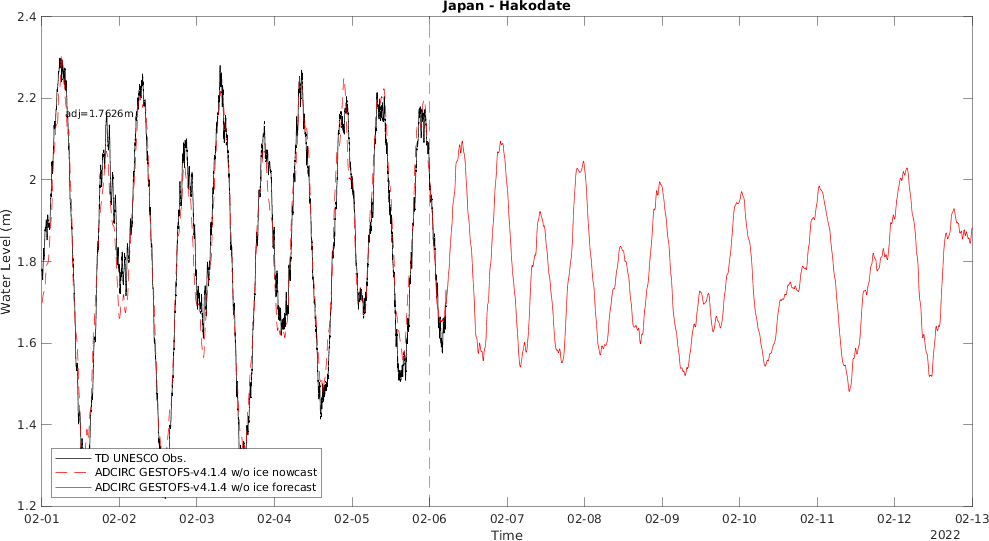 Japan - Hakodate
2.4
2.2
2
1.8
1.6
1.4
1.2
Water Level (m)
adj=1.7626m
TD UNESCO Obs.
ADCIRC GESTOFS-v4.1.4 w/o ice nowcast
ADCIRC GESTOFS-v4.1.4 w/o ice forecast
02-01 02-02 02-03 02-04 02-05 02-06 02-07 02-08 02-09 02-10 02-11 02-12 02-13
Time
2022